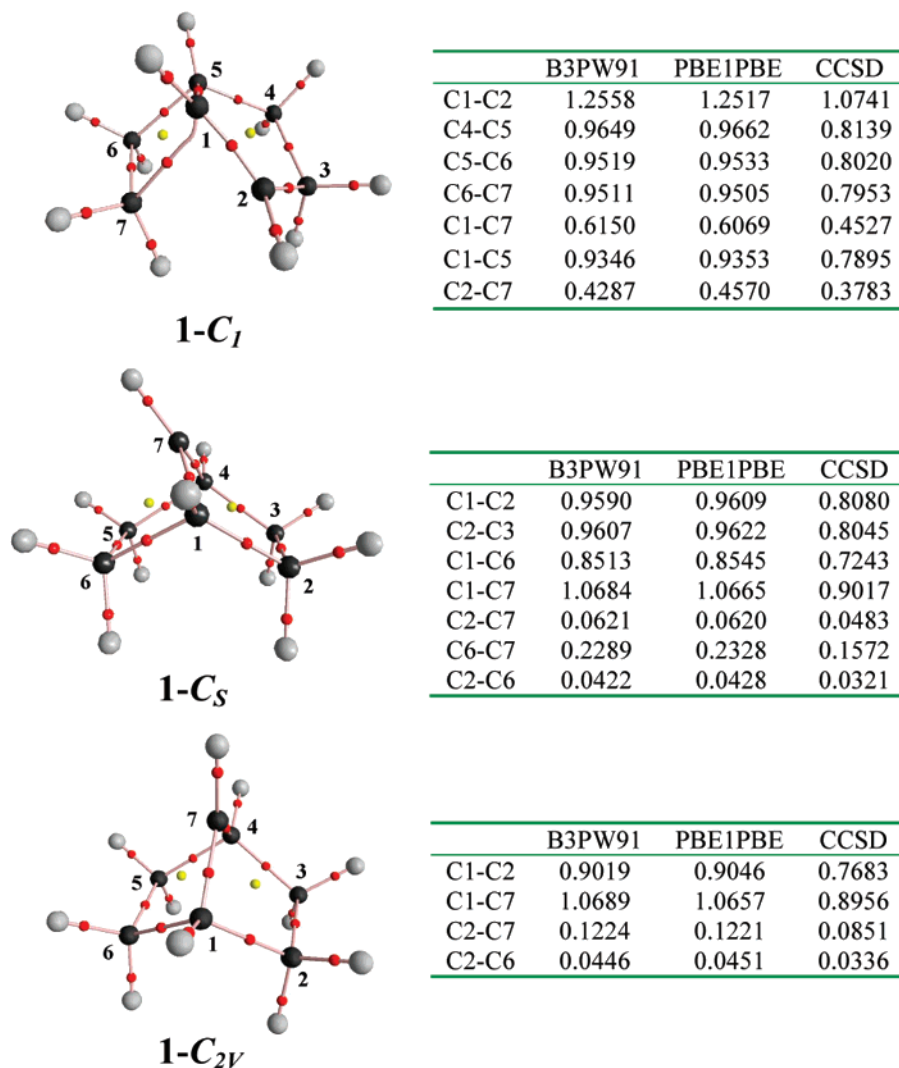 5
4
1
6
3
2
7
1-C1
B3PW91 PBE1PBE CCSD
C1-C2 1.2558 1.2517 1.0741
C4-C5 0.9649 0.9662 0.8139
C5-C6 0.9519 0.9533 0.8020
C6-C7 0.9511 0.9505 0.7953
C1-C7 0.6150 0.6069 0.4527
C1-C5 0.9346 0.9353 0.7895
C2-C7 0.4287 0.4570 0.3783
7
4
3
5
1
6
2
1-CS
B3PW91 PBE1PBE CCSD
C1-C2 0.9590 0.9609 0.8080
C2-C3 0.9607 0.9622 0.8045
C1-C6 0.8513 0.8545 0.7243
C1-C7 1.0684 1.0665 0.9017
C2-C7 0.0621 0.0620 0.0483
C6-C7 0.2289 0.2328 0.1572
C2-C6 0.0422 0.0428 0.0321
7
4
3
5
1
6
2
1-C2V
B3PW91 PBE1PBE CCSD
C1-C2 0.9019 0.9046 0.7683
C1-C7 1.0689 1.0657 0.8956
C2-C7 0.1224 0.1221 0.0851
C2-C6 0.0446 0.0451 0.0336